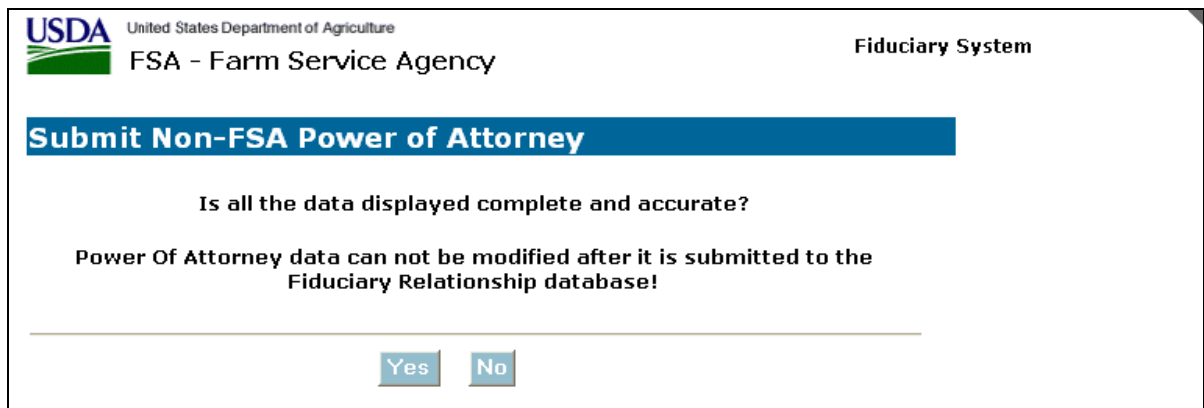 USDA
United States Department of Agriculture
FSA - Farm Service Agency
Fiduciary System
Submit Non-FSA Power of Attorney
Is all the data displayed complete and accurate?
Power Of Attorney data can not be modified after it is submitted to the
Fiduciary Relationship database!
Yes No